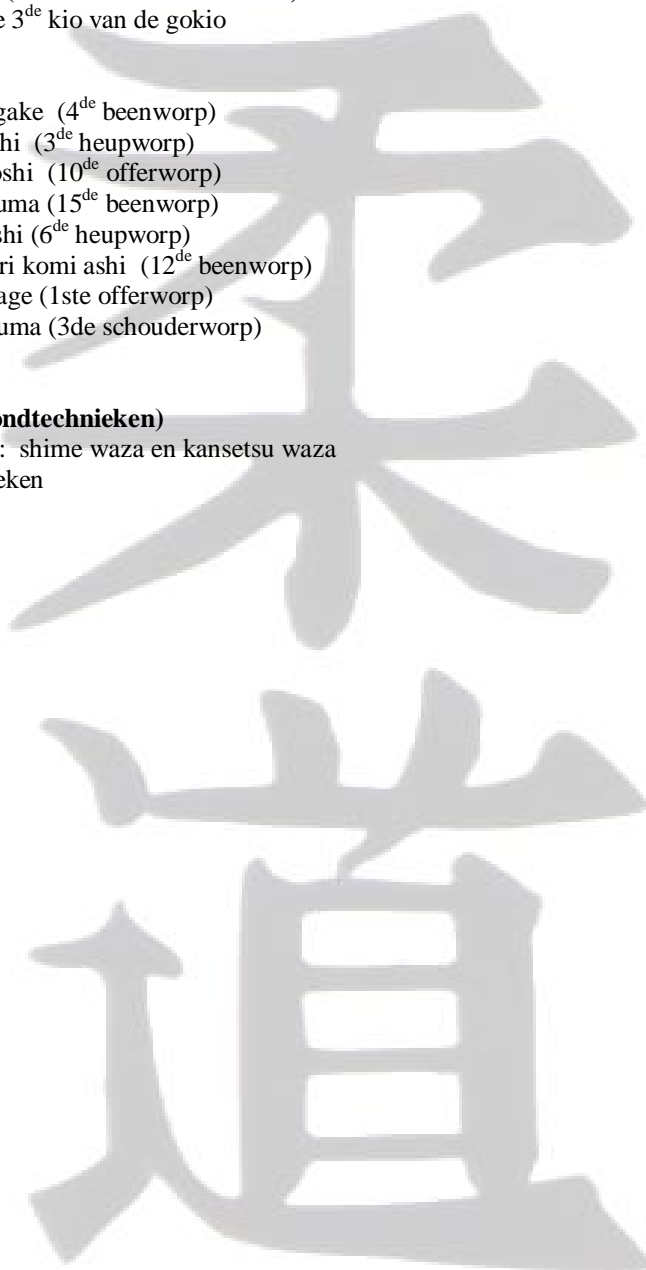 e 3de kio van de gokio
gake (4de beenworp)
hi (3de heupworp)
oshi (10de offerworp)
uma (15de beenworp)
shi (6de heupworp)
ri komi ashi (12de beenworp)
age (1ste offerworp)
uma (3de schouderworp)
ondtechnieken)
: shime waza en kansetsu waza
eken
柔
道